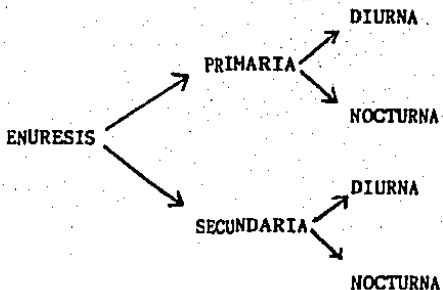 DIURNA
PRIMARIA
NOCTURNA
ENURESIS
DIURNA
SECUNDARIA
NOCTURNA